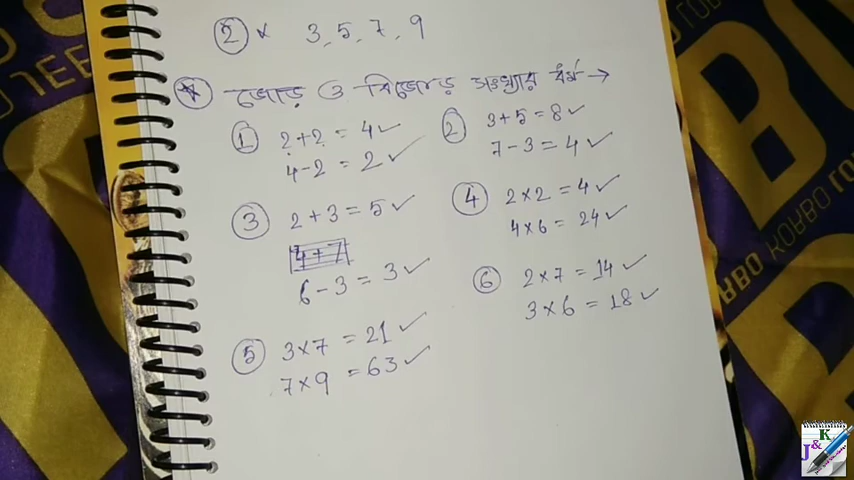 ② × 3, 5, 7, 9
জোড় ও বিজোড় সংখ্যার ধর্ম →
① 2+2 = 4 ✓
4-2 = 2 ✓
② 3+5 = 8 ✓
7-3 = 4 ✓
③ 2+3 = 5 ✓
4+7
6-3 = 3 ✓
④ 2×2 = 4 ✓
4×6 = 24 ✓
⑤ 3×7 = 21 ✓
7×9 = 63 ✓
⑥ 2×7 = 14 ✓
3×6 = 18 ✓
KORBO
J&K